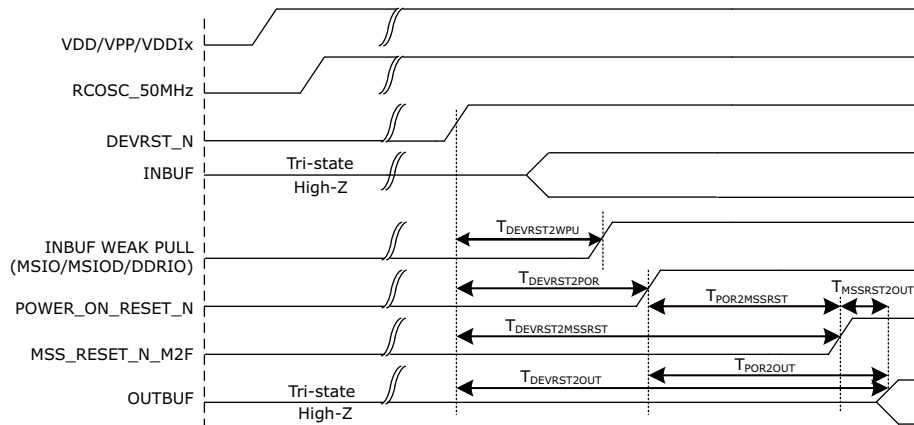 VDD/VPP/VDDIx
RCOSC_50MHz
DEVRST_N
INBUF
Tri-state
High-Z
INBUF WEAK PULL
(MSIO/MSIOD/DDRIO)
TDEVRST2WPU
POWER_ON_RESET_N
TDEVRST2POR
TPOR2MSSRST
TMSSRST2OUT
MSS_RESET_N_M2F
TDEVRST2MSSRST
TPOR2OUT
OUTBUF
Tri-state
High-Z
TDEVRST2OUT